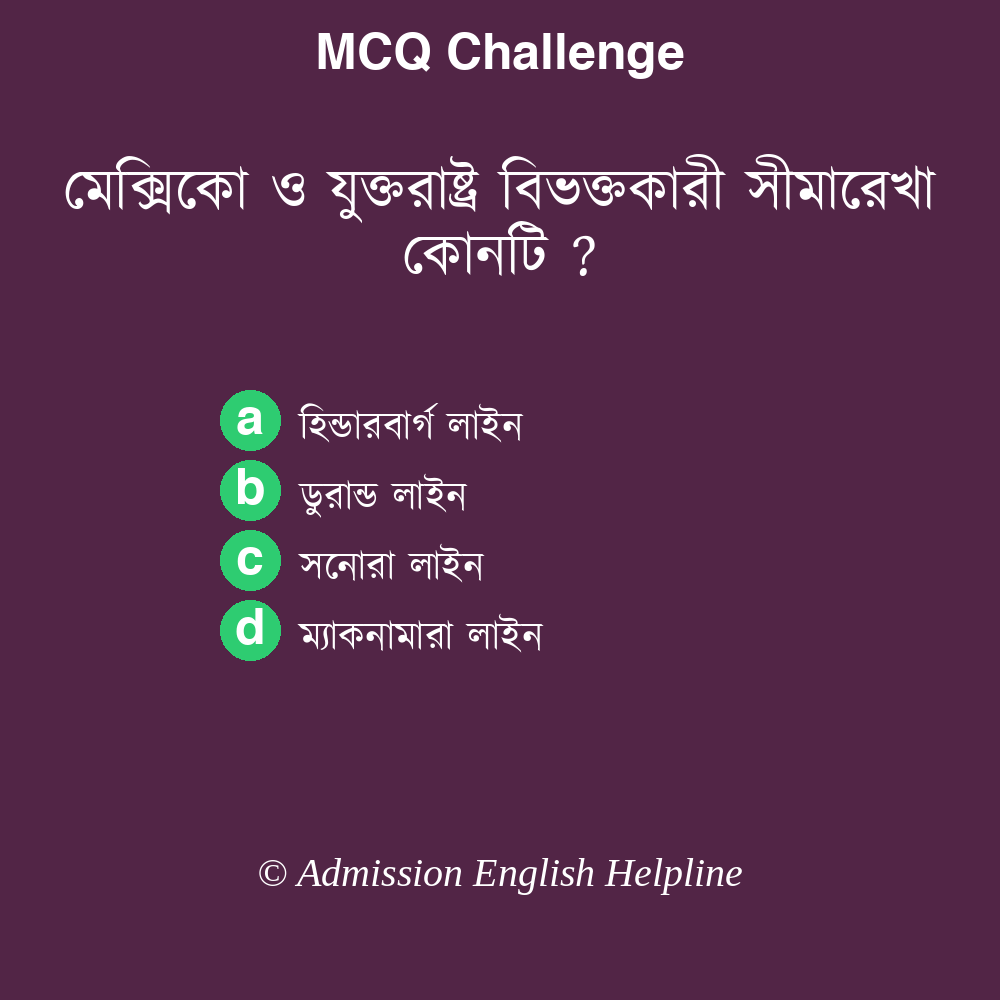 MCQ Challenge
মেক্সিকো ও যুক্তরাষ্ট্র বিভক্তকারী সীমারেখা
কোনটি ?
a হিন্ডারবার্গ লাইন
b ডুরান্ড লাইন
c সনোরা লাইন
d ম্যাকনামারা লাইন
© Admission English Helpline